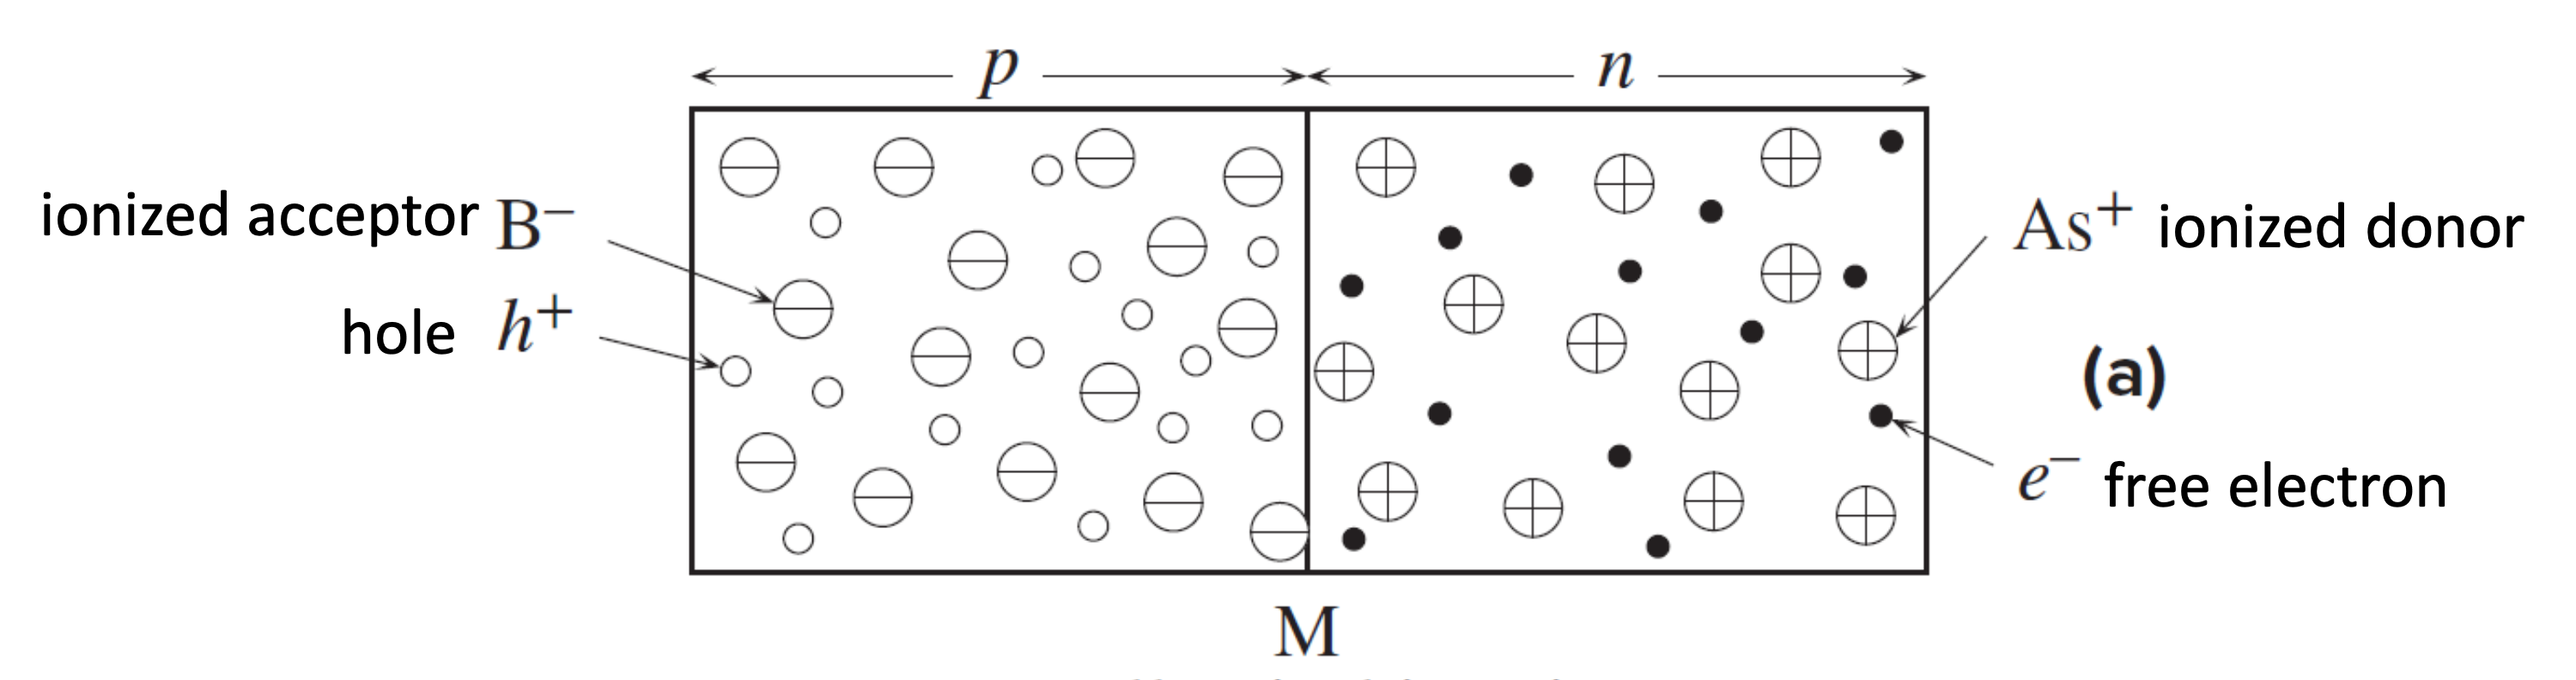 p
n
ionized acceptor B−
As+ ionized donor
hole h+
(a)
e− free electron
M